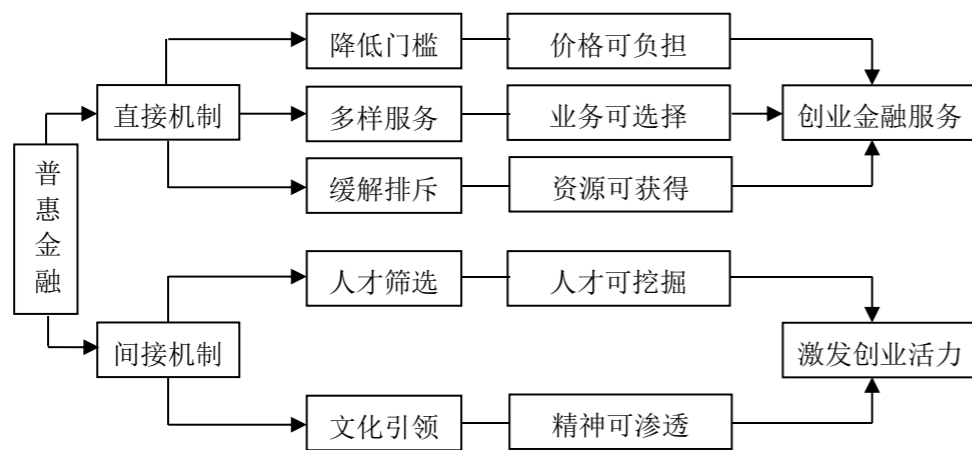 降低门槛
价格可负担
直接机制
多样服务
业务可选择
创业金融服务
普惠金融
缓解排斥
资源可获得
人才筛选
人才可挖掘
间接机制
激发创业活力
文化引领
精神可渗透